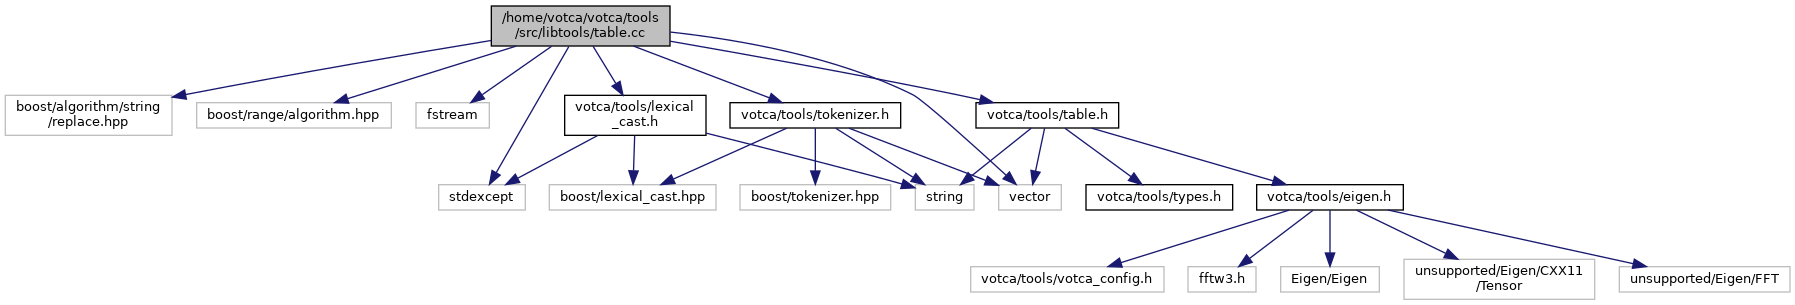 /home/votca/votca/tools
/src/libtools/table.cc
boost/algorithm/string
/replace.hpp
boost/range/algorithm.hpp
fstream
votca/tools/lexical
_cast.h
votca/tools/tokenizer.h
votca/tools/table.h
stdexcept
boost/lexical_cast.hpp
boost/tokenizer.hpp
string
vector
votca/tools/types.h
votca/tools/eigen.h
votca/tools/votca_config.h
fftw3.h
Eigen/Eigen
unsupported/Eigen/CXX11
/Tensor
unsupported/Eigen/FFT